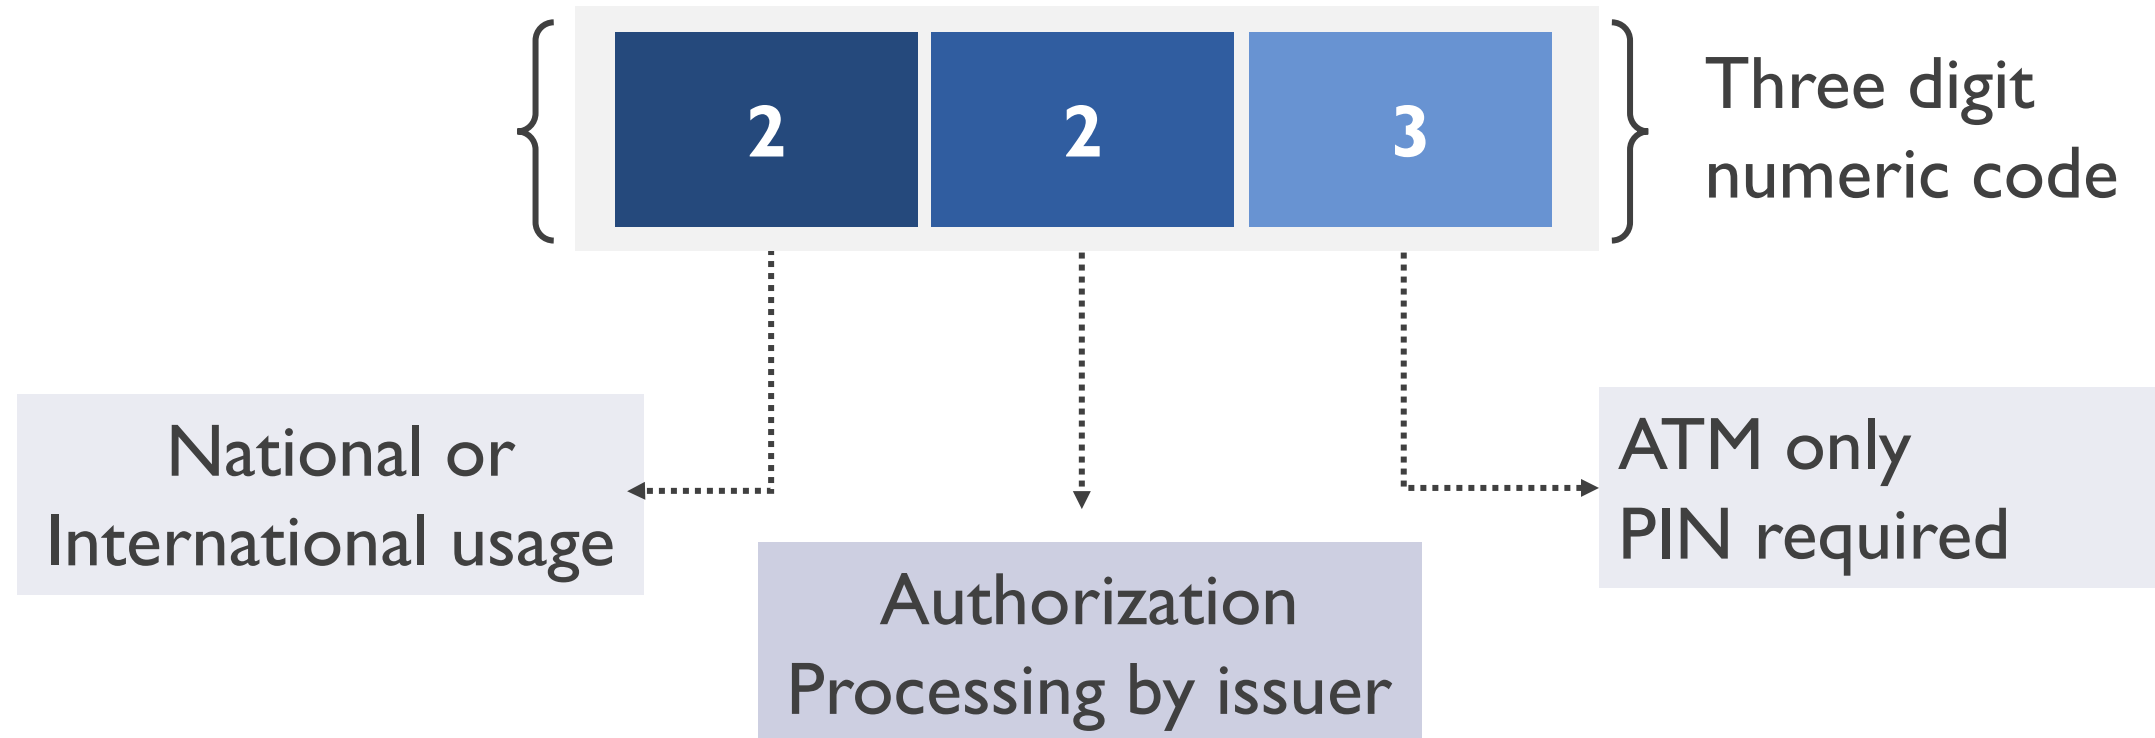 2
2
3
Three digit
numeric code
National or
International usage
Authorization
Processing by issuer
ATM only
PIN required